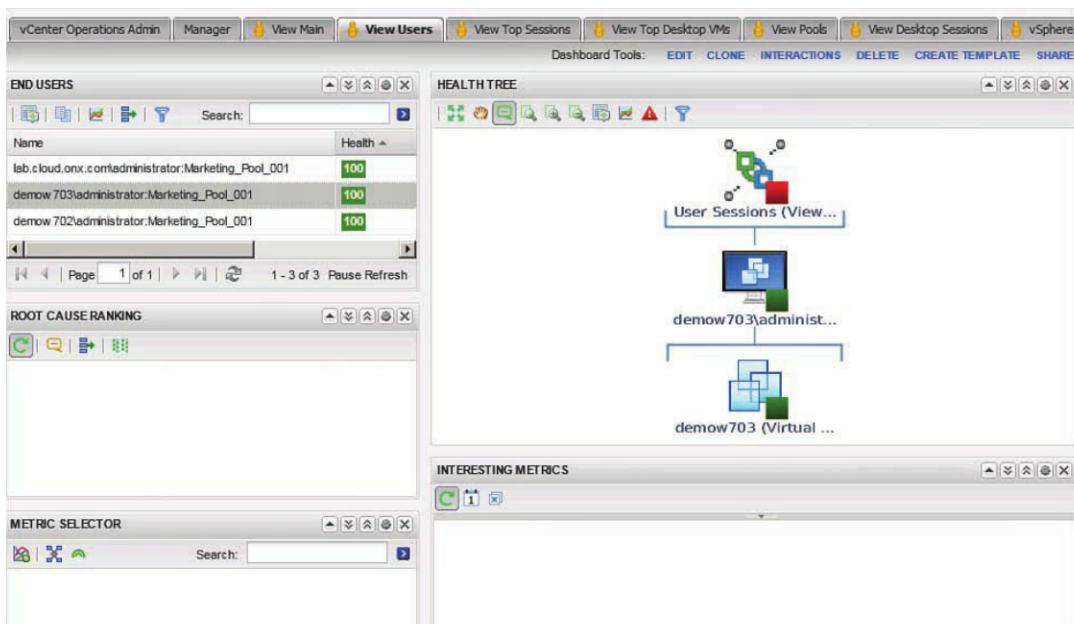 vCenter Operations Admin Manager View Main View Users View Top Sessions View Top Desktop VMs View Pools View Desktop Sessions vSphere
Dashboard Tools: EDIT CLONE INTERACTIONS DELETE CREATE TEMPLATE SHARE
END USERS
Search:
Name Health
lab.cloud.onx.com\administrator:Marketing_Pool_001 100
demow703\administrator:Marketing_Pool_001 100
demow702\administrator:Marketing_Pool_001 100
Page 1 of 1 1 - 3 of 3 Pause Refresh
ROOT CAUSE RANKING
METRIC SELECTOR
Search:
HEALTH TREE
User Sessions (View...
demow703\administ...
demow703 (Virtual ...
INTERESTING METRICS
1